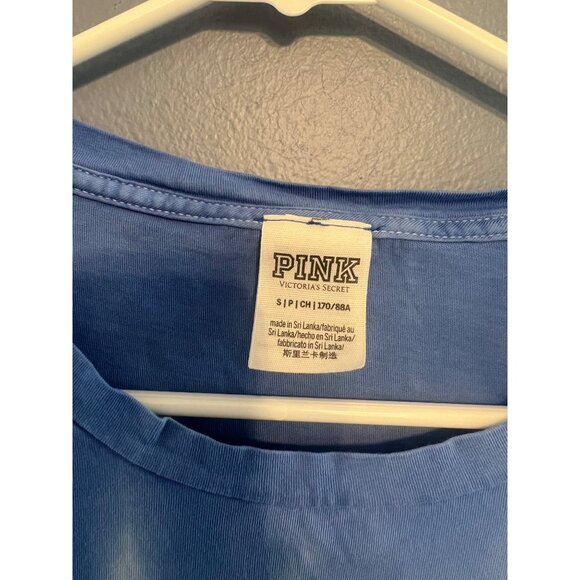 PINK
VICTORIA'S SECRET
S | P | CH | 170/88A
made in Sri Lanka/fabriqué au
Sri Lanka/hecho en Sri Lanka/
fabbricato in Sri Lanka/
斯里兰卡制造